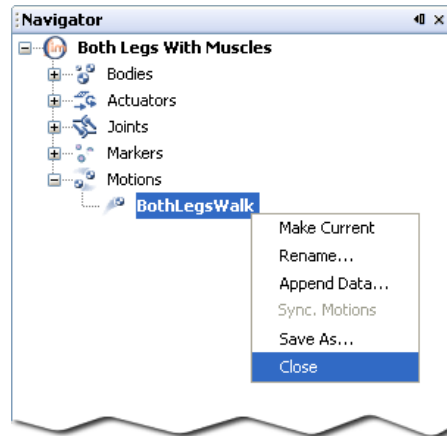 Navigator
Both Legs With Muscles
Bodies
Actuators
Joints
Markers
Motions
BothLegsWalk
Make Current
Rename...
Append Data...
Sync. Motions
Save As...
Close